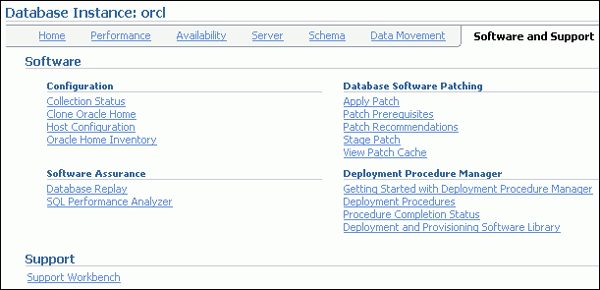 Database Instance: orcl
Home Performance Availability Server Schema Data Movement Software and Support
Software
Configuration
Collection Status
Clone Oracle Home
Host Configuration
Oracle Home Inventory
Database Software Patching
Apply Patch
Patch Prerequisites
Patch Recommendations
Stage Patch
View Patch Cache
Software Assurance
Database Replay
SQL Performance Analyzer
Deployment Procedure Manager
Getting Started with Deployment Procedure Manager
Deployment Procedures
Procedure Completion Status
Deployment and Provisioning Software Library
Support
Support Workbench